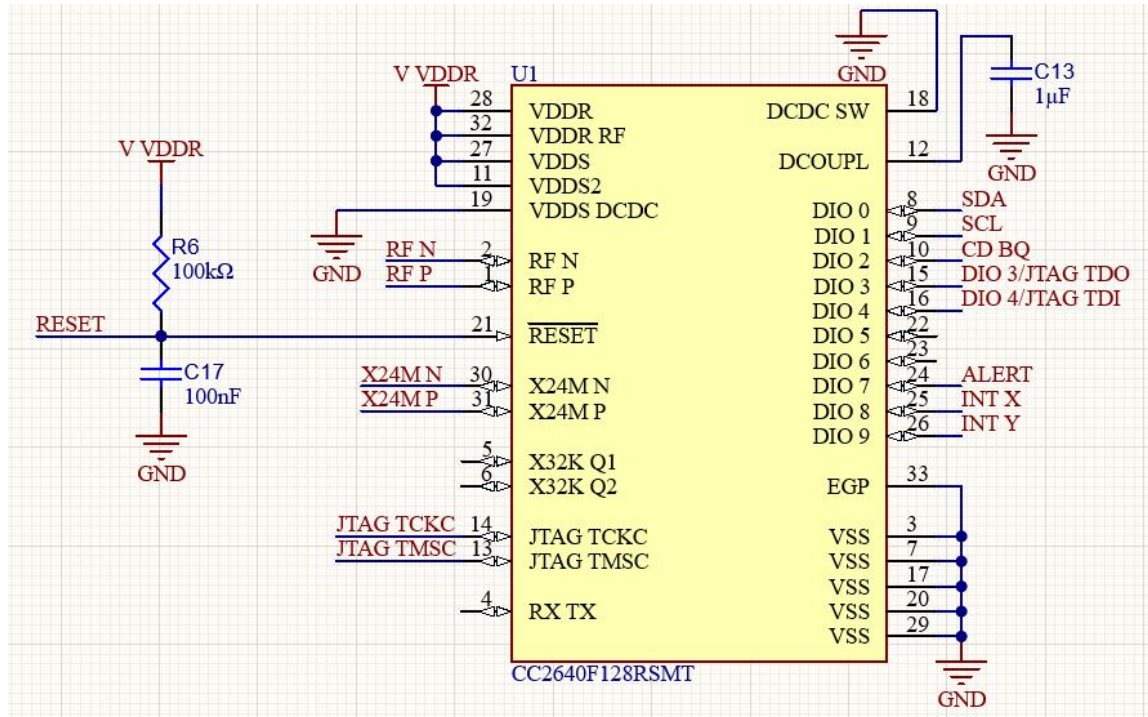 GND
C13
1µF
GND
V VDDR
U1
28 VDDR
32 VDDR RF
27 VDDS
11 VDDS2
19 VDDS DCDC
GND
V VDDR
R6
100kΩ
RF N 2 RF N
RF P 1 RF P
RESET 21 RESET
C17
100nF
GND
X24M N 30 X24M N
X24M P 31 X24M P
5 X32K Q1
6 X32K Q2
JTAG TCKC 14 JTAG TCKC
JTAG TMSC 13 JTAG TMSC
4 RX TX
DCDC SW 18
DCOUPL 12
DIO 0 8 SDA
DIO 1 9 SCL
DIO 2 10 CD BQ
DIO 3 15 DIO 3/JTAG TDO
DIO 4 16 DIO 4/JTAG TDI
DIO 5 22
DIO 6 23
DIO 7 24 ALERT
DIO 8 25 INT X
DIO 9 26 INT Y
EGP 33
VSS 3
VSS 7
VSS 17
VSS 20
VSS 29
GND
CC2640F128RSMT